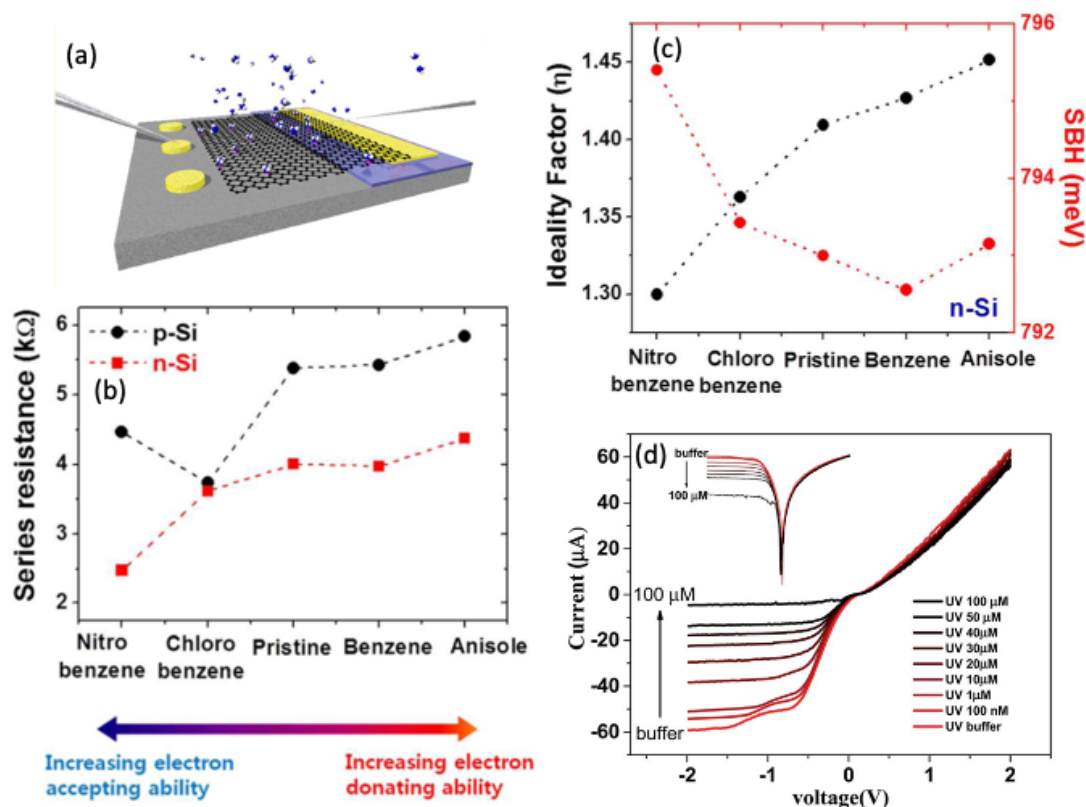 (a)
(b)
Series resistance (kΩ)
6
5
4
3
2
p-Si
n-Si
Nitro
benzene
Chloro
benzene
Pristine
Benzene
Anisole
Increasing electron
accepting ability
Increasing electron
donating ability
(c)
Ideality Factor (η)
1.45
1.40
1.35
1.30
796
794
792
SBH (meV)
n-Si
Nitro
benzene
Chloro
benzene
Pristine
Benzene
Anisole
(d)
Current (μA)
60
40
20
0
-20
-40
-60
buffer
100 μM
100 μM
buffer
UV 100 μM
UV 50 μM
UV 40μM
UV 30μM
UV 20μM
UV 10μM
UV 1μM
UV 100 nM
UV buffer
-2
-1
0
1
2
voltage(V)